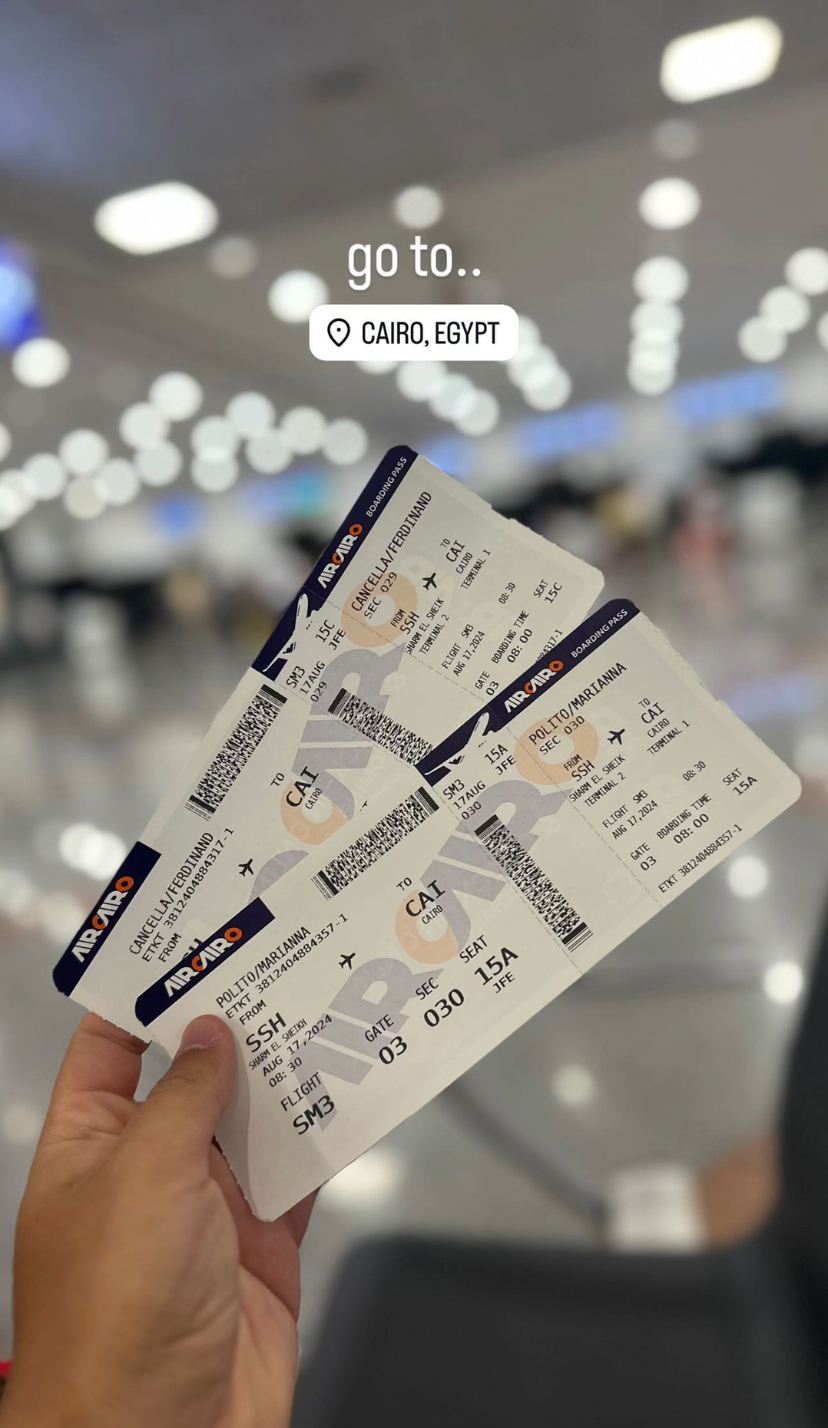 go to..
CAIRO, EGYPT
AIRCAIRO BOARDING PASS
CANCELLA/FERDINAND
SEC 029
FROM
SSH
SHARM EL SHEIK
TERMINAL 2
TO
CAI
CAIRO
TERMINAL 1
FLIGHT SM3
AUG 17,2024
08:30
GATE BOARDING TIME SEAT
03 08:00 15C
SM3 15C
17AUG JFE
029
AIRCAIRO
TO
CAI
CAIRO
AIRCAIRO
CANCELLA/FERDINAND
ETKT 3812404884317-1
FROM
AIRCAIRO BOARDING PASS
POLITO/MARIANNA
SEC 030
FROM
SSH
SHARM EL SHEIK
TERMINAL 2
TO
CAI
CAIRO
TERMINAL 1
FLIGHT SM3
AUG 17,2024
08:30
GATE BOARDING TIME SEAT
03 08:00 15A
ETKT 3812404884357-1
SM3 15A
17AUG JFE
030
AIRCAIRO
AIRCAIRO
POLITO/MARIANNA
ETKT 3812404884357-1
FROM
SSH
SHARM EL SHEIKH
AUG 17,2024
08:30
TO
CAI
CAIRO
FLIGHT GATE SEC SEAT
SM3 03 030 15A
JFE